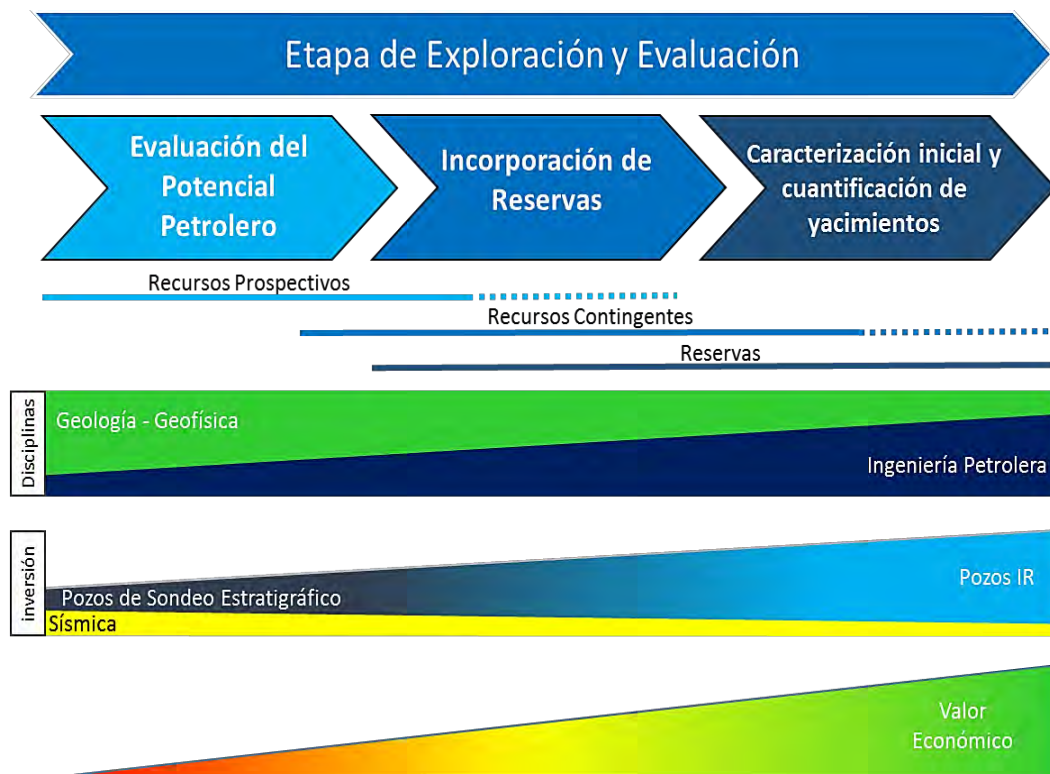 Etapa de Exploración y Evaluación
Evaluación del
Potencial
Petrolero
Incorporación de
Reservas
Caracterización inicial y
cuantificación de
yacimientos
Recursos Prospectivos
Recursos Contingentes
Reservas
Disciplinas
Geología - Geofísica
Ingeniería Petrolera
inversión
Pozos de Sondeo Estratigráfico
Pozos IR
Sísmica
Valor
Económico